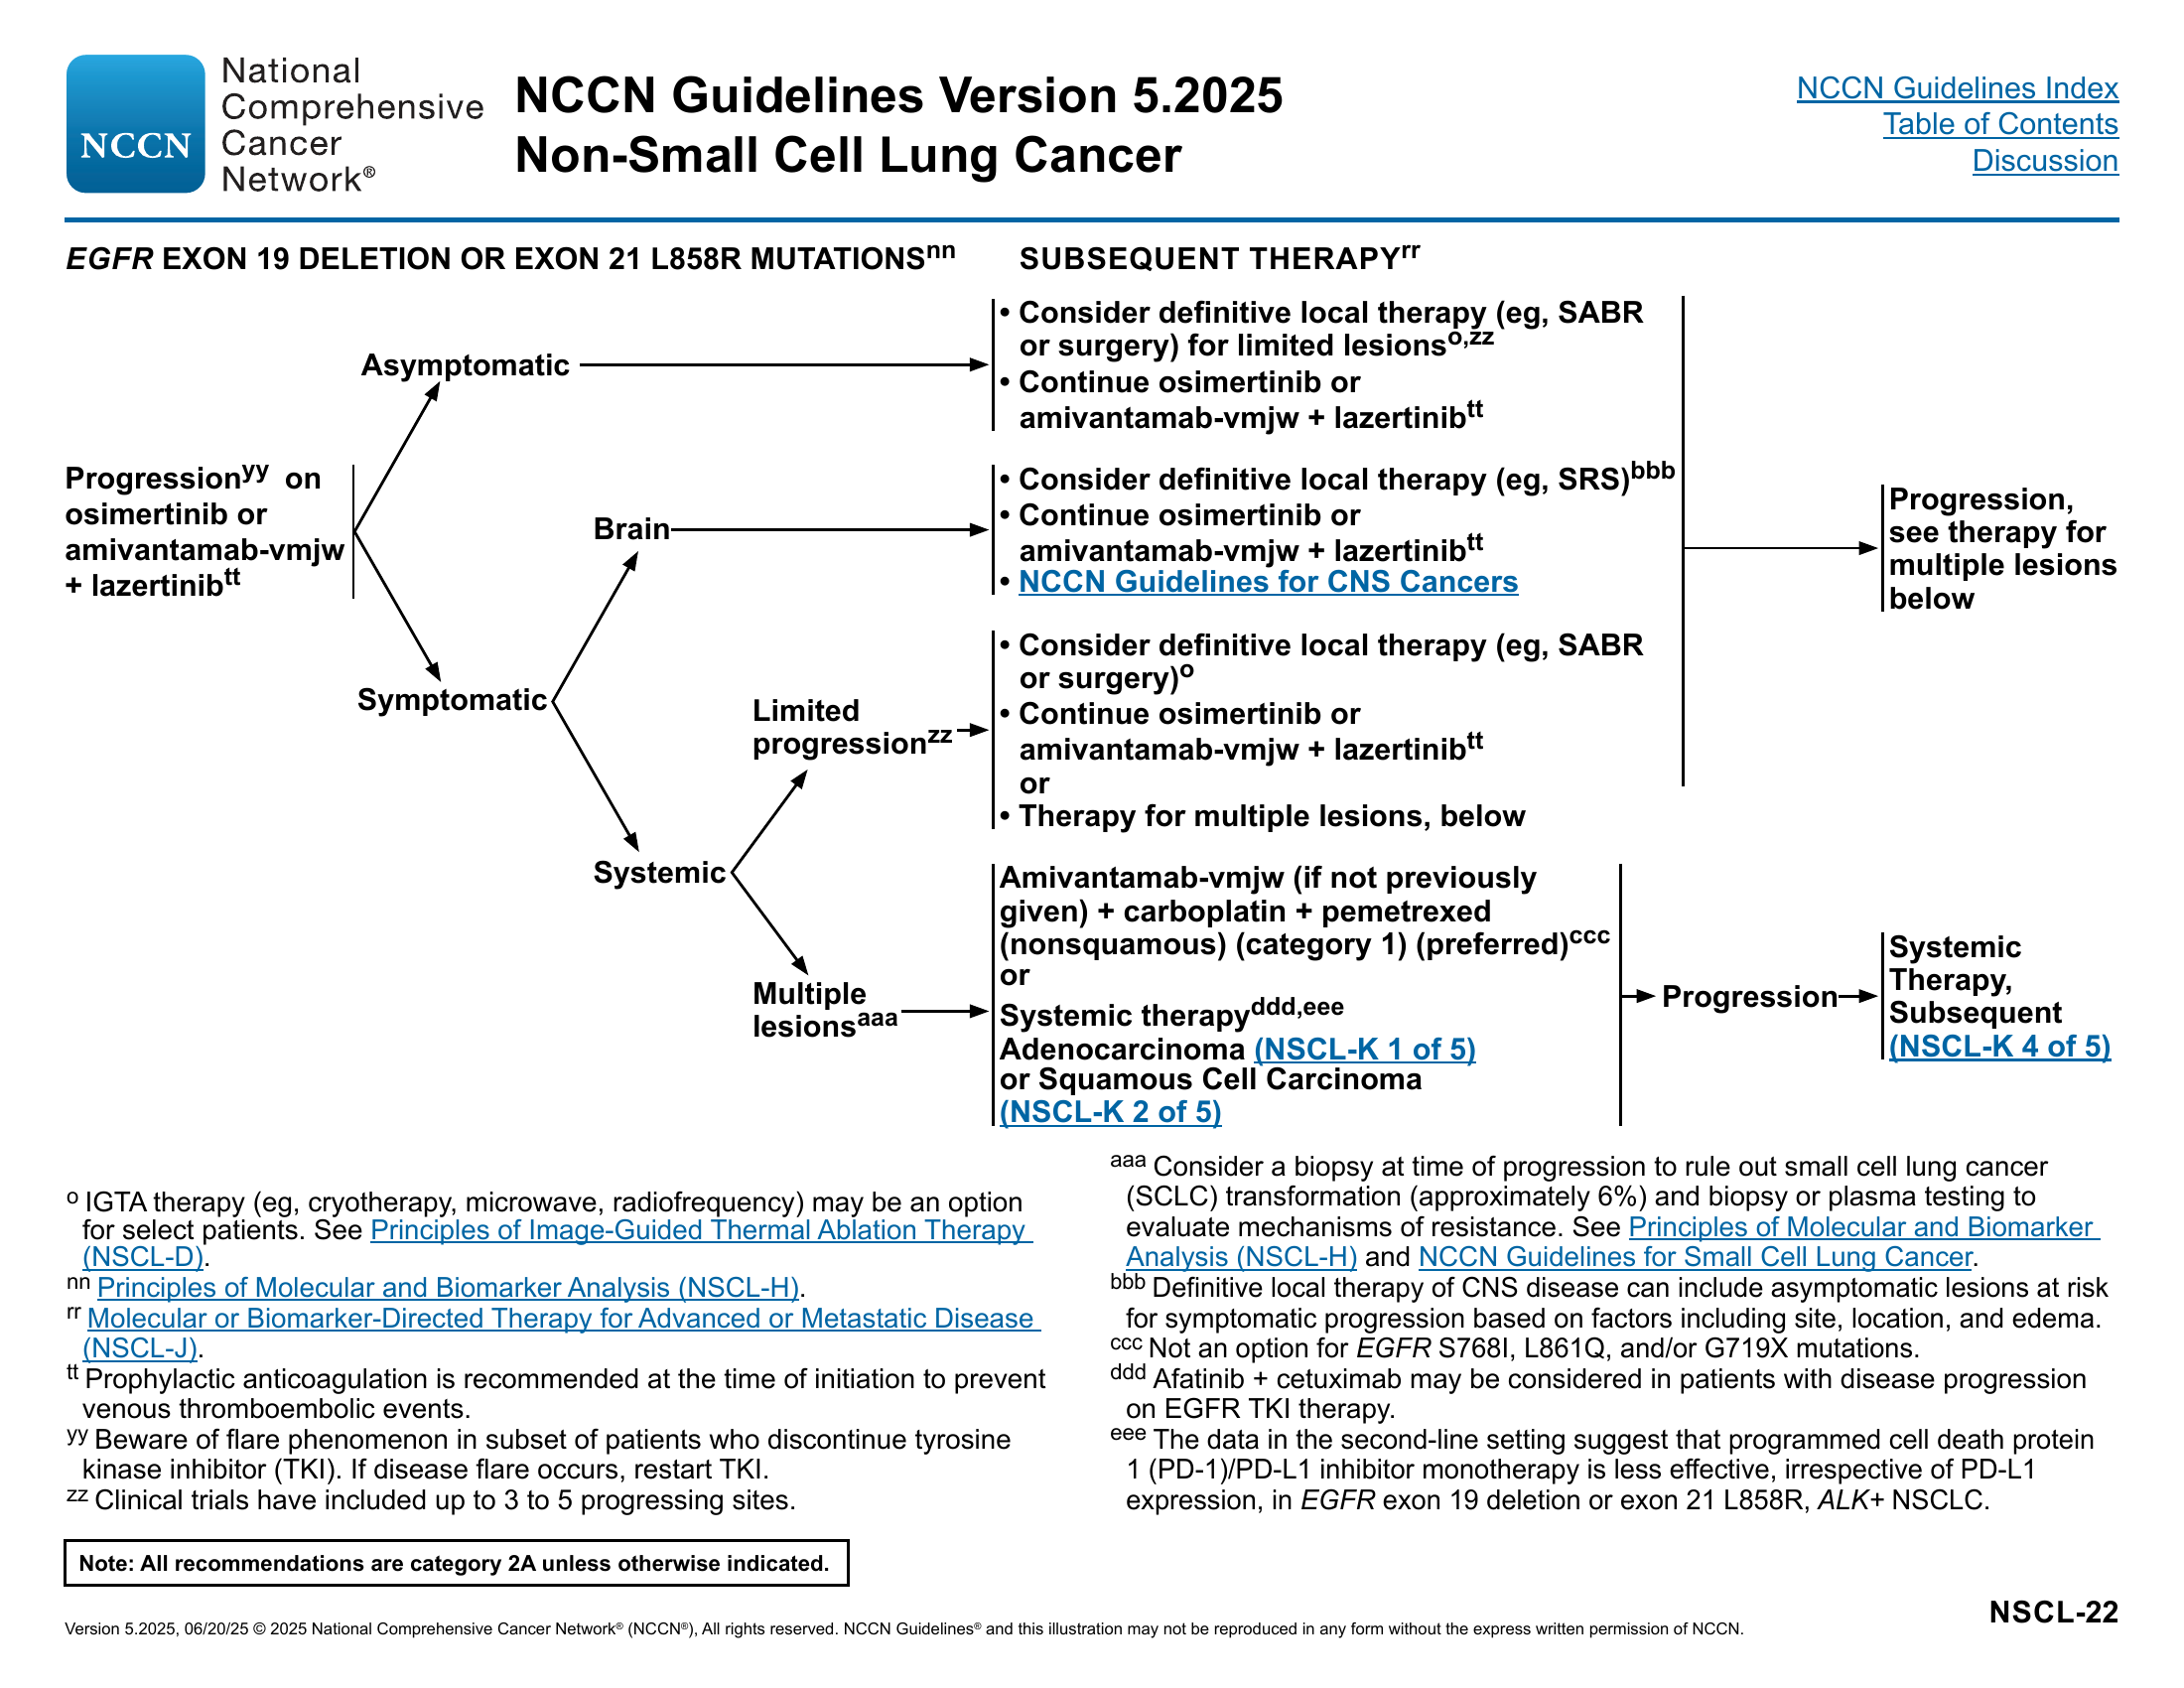 NCCN
National
Comprehensive
Cancer
Network®
NCCN Guidelines Version 5.2025
Non-Small Cell Lung Cancer
NCCN Guidelines Index
Table of Contents
Discussion
EGFR EXON 19 DELETION OR EXON 21 L858R MUTATIONSnn
SUBSEQUENT THERAPYrr
Progressionyy on
osimertinib or
amivantamab-vmjw
+ lazertinibtt
Asymptomatic
• Consider definitive local therapy (eg, SABR
or surgery) for limited lesionso,zz
• Continue osimertinib or
amivantamab-vmjw + lazertinibtt
Symptomatic
Brain
• Consider definitive local therapy (eg, SRS)bbb
• Continue osimertinib or
amivantamab-vmjw + lazertinibtt
• NCCN Guidelines for CNS Cancers
Systemic
Limited
progressionzz
• Consider definitive local therapy (eg, SABR
or surgery)o
• Continue osimertinib or
amivantamab-vmjw + lazertinibtt
or
• Therapy for multiple lesions, below
Progression,
see therapy for
multiple lesions
below
Multiple
lesionsaaa
Amivantamab-vmjw (if not previously
given) + carboplatin + pemetrexed
(nonsquamous) (category 1) (preferred)ccc
or
Systemic therapyddd,eee
Adenocarcinoma (NSCL-K 1 of 5)
or Squamous Cell Carcinoma
(NSCL-K 2 of 5)
Progression
Systemic
Therapy,
Subsequent
(NSCL-K 4 of 5)
o IGTA therapy (eg, cryotherapy, microwave, radiofrequency) may be an option
for select patients. See Principles of Image-Guided Thermal Ablation Therapy
(NSCL-D).
nn Principles of Molecular and Biomarker Analysis (NSCL-H).
rr Molecular or Biomarker-Directed Therapy for Advanced or Metastatic Disease
(NSCL-J).
tt Prophylactic anticoagulation is recommended at the time of initiation to prevent
venous thromboembolic events.
yy Beware of flare phenomenon in subset of patients who discontinue tyrosine
kinase inhibitor (TKI). If disease flare occurs, restart TKI.
zz Clinical trials have included up to 3 to 5 progressing sites.
aaa Consider a biopsy at time of progression to rule out small cell lung cancer
(SCLC) transformation (approximately 6%) and biopsy or plasma testing to
evaluate mechanisms of resistance. See Principles of Molecular and Biomarker
Analysis (NSCL-H) and NCCN Guidelines for Small Cell Lung Cancer.
bbb Definitive local therapy of CNS disease can include asymptomatic lesions at risk
for symptomatic progression based on factors including site, location, and edema.
ccc Not an option for EGFR S768I, L861Q, and/or G719X mutations.
ddd Afatinib + cetuximab may be considered in patients with disease progression
on EGFR TKI therapy.
eee The data in the second-line setting suggest that programmed cell death protein
1 (PD-1)/PD-L1 inhibitor monotherapy is less effective, irrespective of PD-L1
expression, in EGFR exon 19 deletion or exon 21 L858R, ALK+ NSCLC.
Note: All recommendations are category 2A unless otherwise indicated.
NSCL-22
Version 5.2025, 06/20/25 © 2025 National Comprehensive Cancer Network® (NCCN®), All rights reserved. NCCN Guidelines® and this illustration may not be reproduced in any form without the express written permission of NCCN.